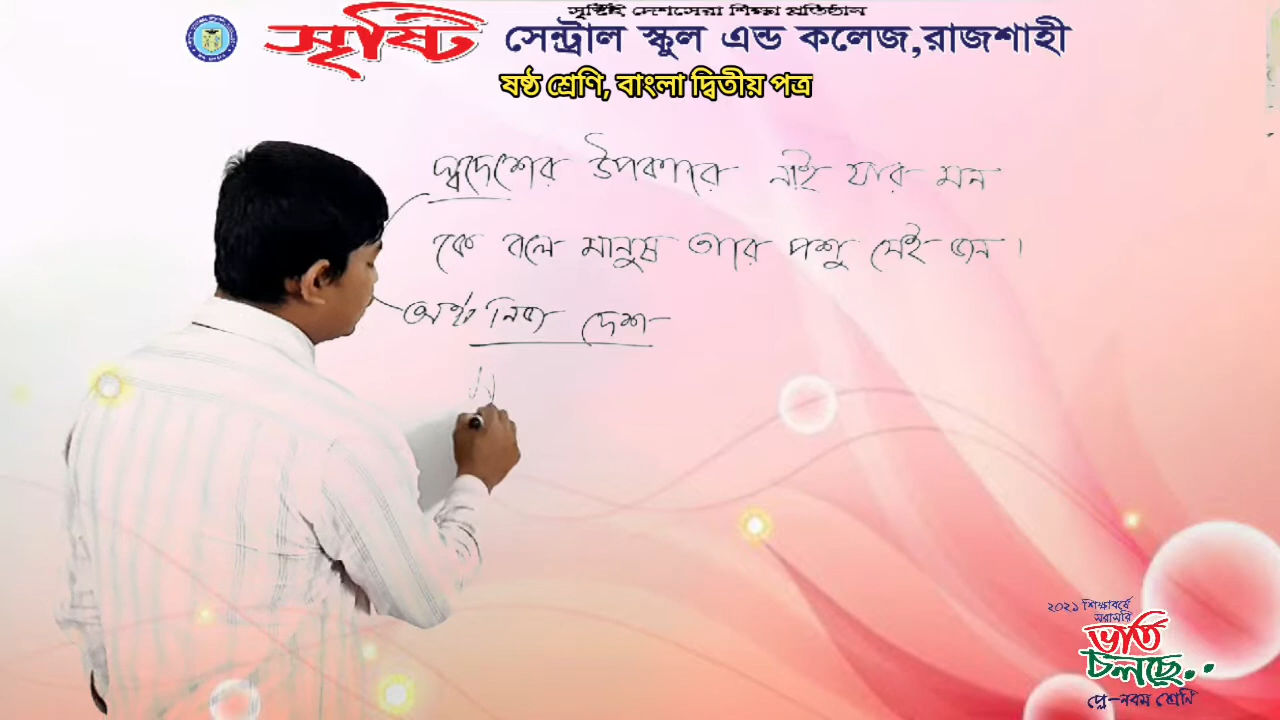 সৃষ্টিই দেশসেরা শিক্ষা প্রতিষ্ঠান
সৃষ্টি সেন্ট্রাল স্কুল এন্ড কলেজ,রাজশাহী
ষষ্ঠ শ্রেণি, বাংলা দ্বিতীয় পত্র
স্বদেশের উপকারে নাই যার মন
কে বলে মানুষ তার পশু সেই জন।
অর্থ নিজ দেশ
২০২১ শিক্ষাবর্ষে
সরাসরি
ভর্তি
চলছে..
প্লে-নবম শ্রেণি